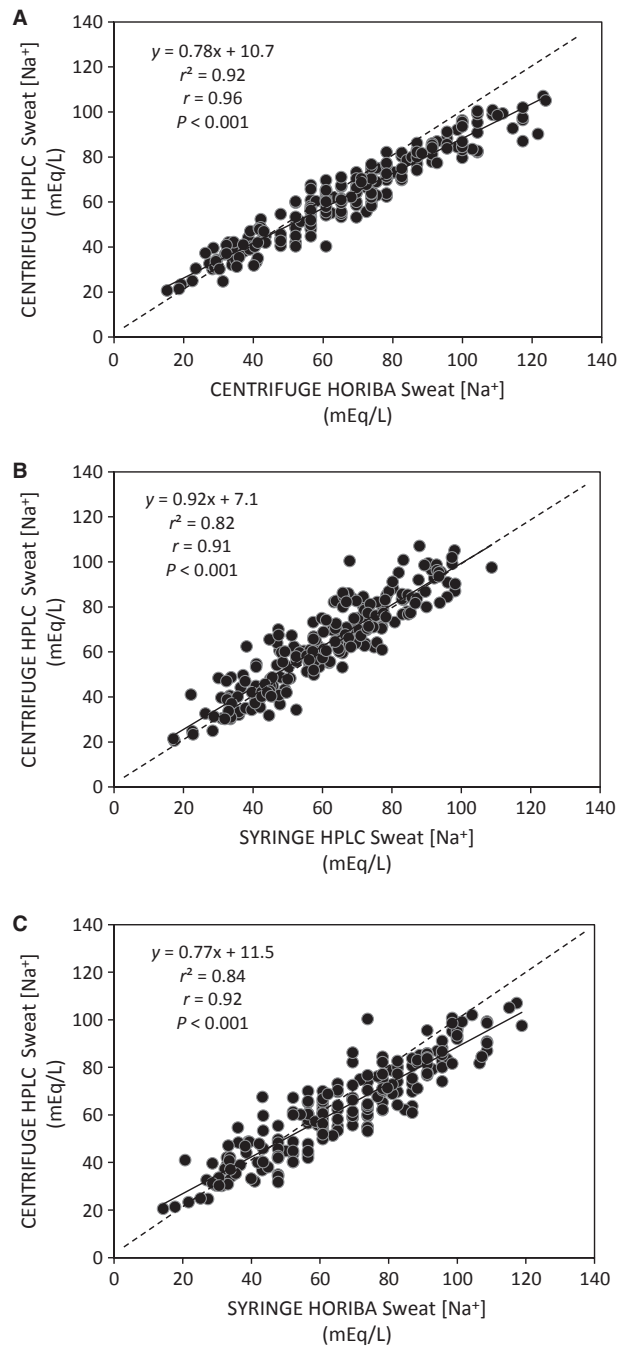 A
140
120
100
80
60
40
20
0
CENTRIFUGE HPLC Sweat [Na⁺]
(mEq/L)
y = 0.78x + 10.7
r² = 0.92
r = 0.96
P < 0.001
0 20 40 60 80 100 120 140
CENTRIFUGE HORIBA Sweat [Na⁺]
(mEq/L)
B
140
120
100
80
60
40
20
0
CENTRIFUGE HPLC Sweat [Na⁺]
(mEq/L)
y = 0.92x + 7.1
r² = 0.82
r = 0.91
P < 0.001
0 20 40 60 80 100 120 140
SYRINGE HPLC Sweat [Na⁺]
(mEq/L)
C
140
120
100
80
60
40
20
0
CENTRIFUGE HPLC Sweat [Na⁺]
(mEq/L)
y = 0.77x + 11.5
r² = 0.84
r = 0.92
P < 0.001
0 20 40 60 80 100 120 140
SYRINGE HORIBA Sweat [Na⁺]
(mEq/L)